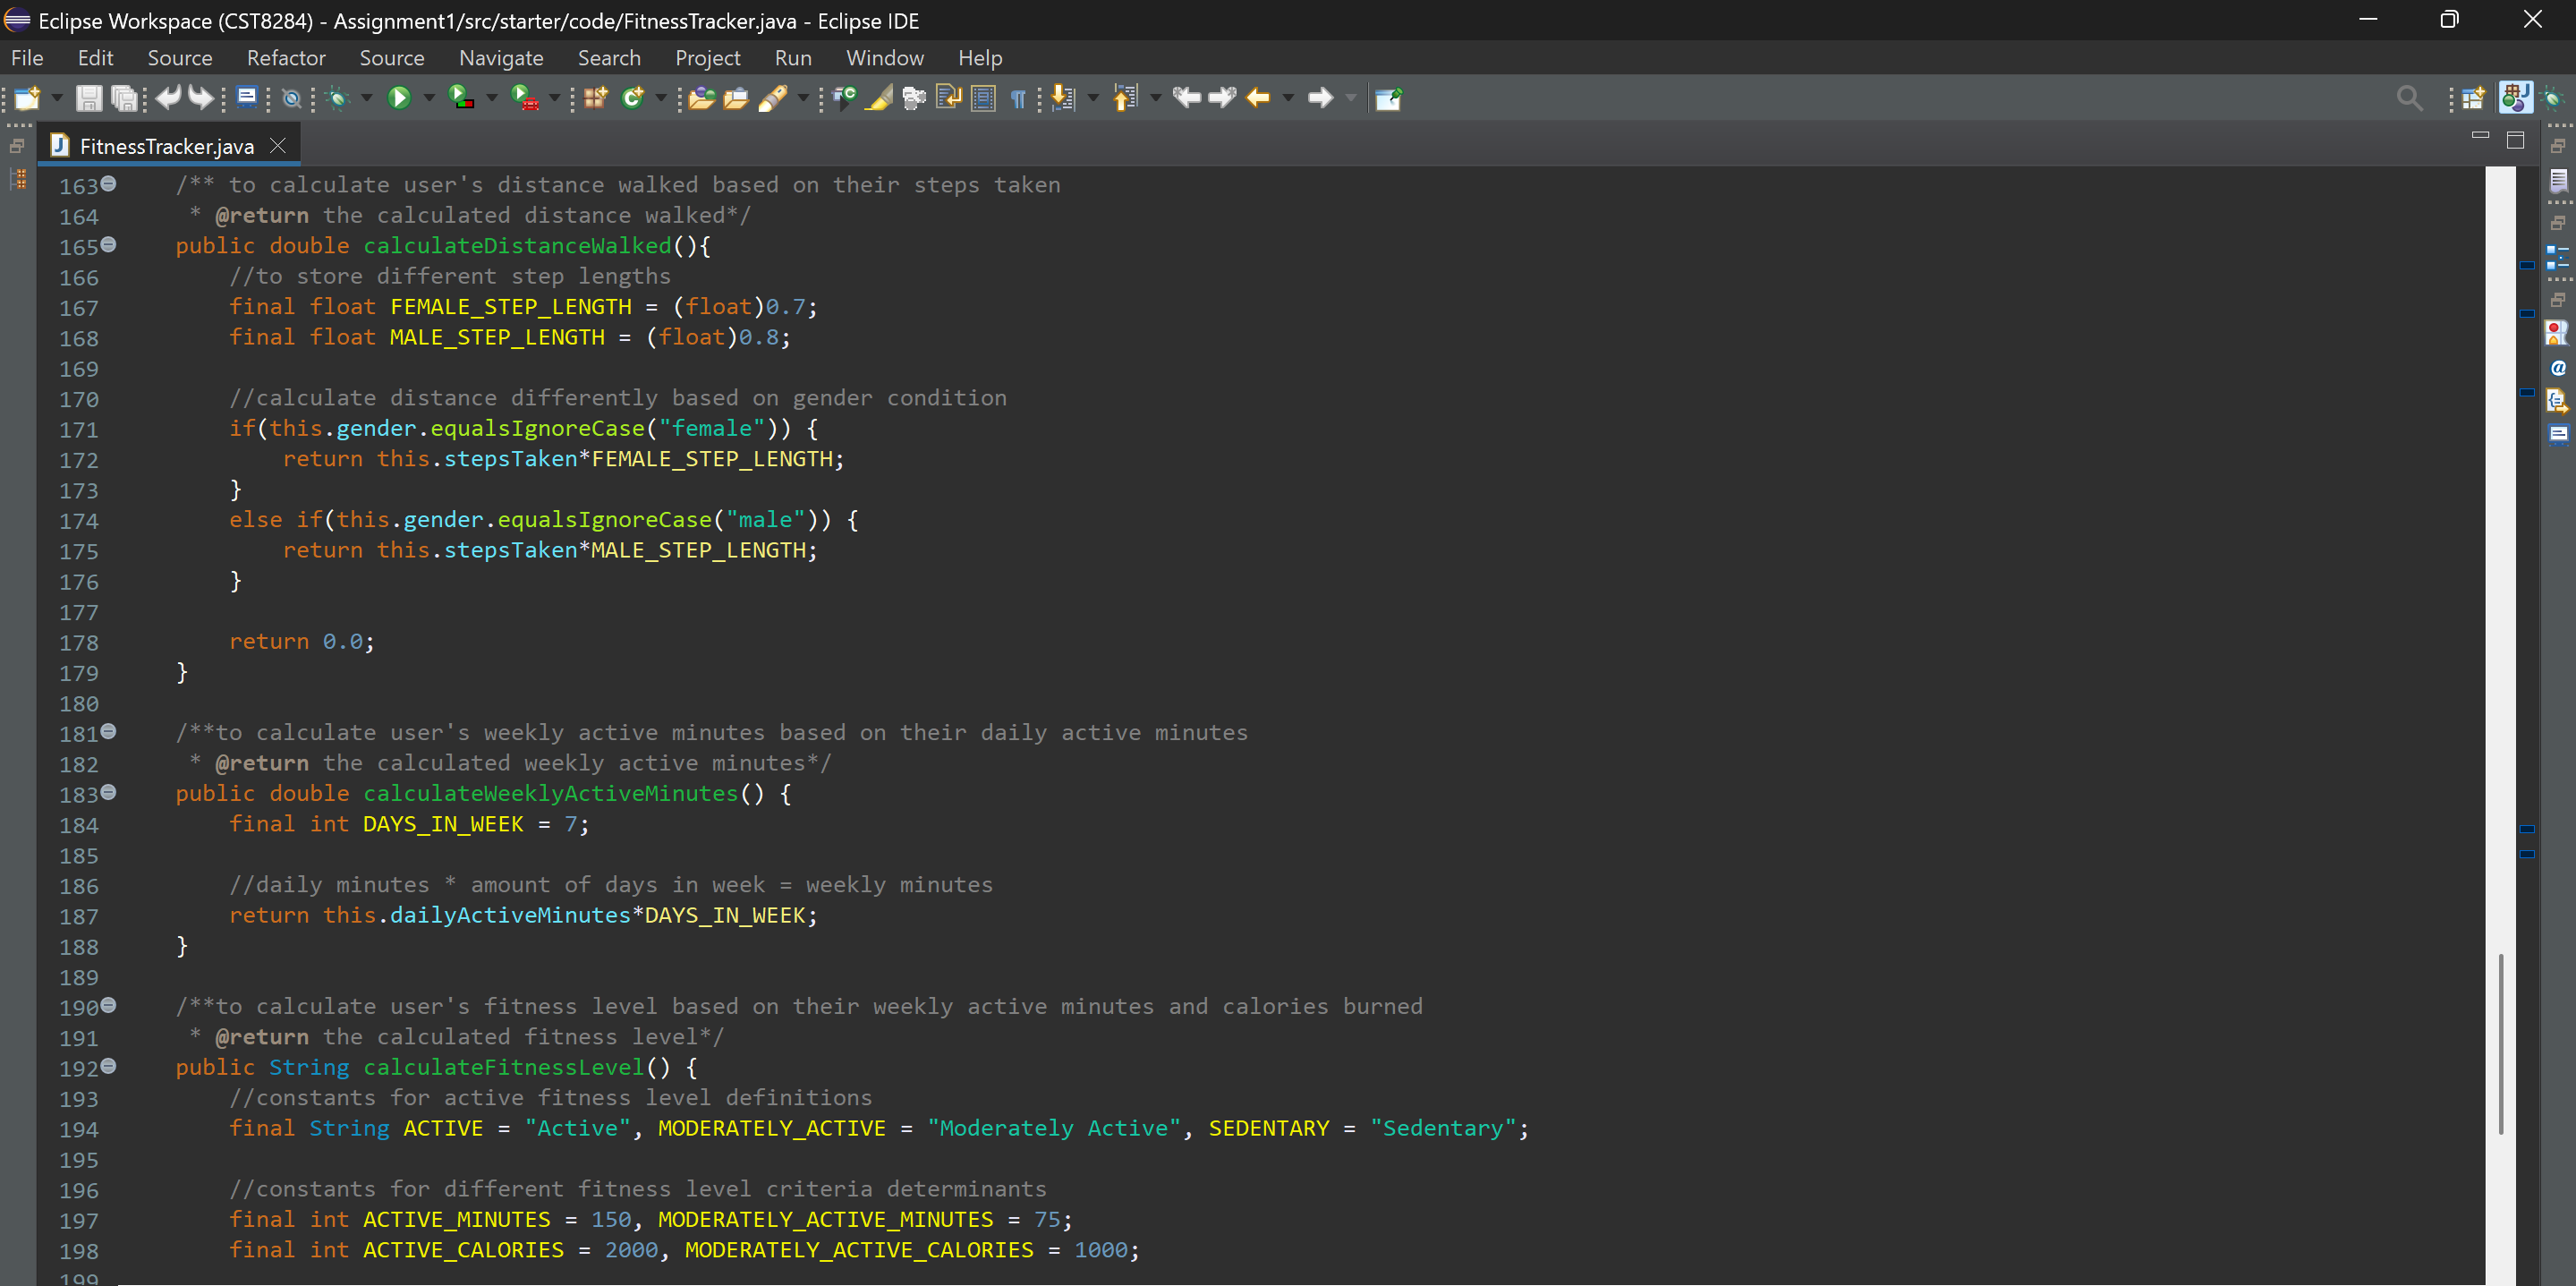 Eclipse Workspace (CST8284) - Assignment1/src/starter/code/FitnessTracker.java - Eclipse IDE
File Edit Source Refactor Source Navigate Search Project Run Window Help
FitnessTracker.java
163 /** to calculate user's distance walked based on their steps taken
164 * @return the calculated distance walked*/
165 public double calculateDistanceWalked(){
166 //to store different step lengths
167 final float FEMALE_STEP_LENGTH = (float)0.7;
168 final float MALE_STEP_LENGTH = (float)0.8;
169
170 //calculate distance differently based on gender condition
171 if(this.gender.equalsIgnoreCase("female")) {
172 return this.stepsTaken*FEMALE_STEP_LENGTH;
173 }
174 else if(this.gender.equalsIgnoreCase("male")) {
175 return this.stepsTaken*MALE_STEP_LENGTH;
176 }
177
178 return 0.0;
179 }
180
181 /**to calculate user's weekly active minutes based on their daily active minutes
182 * @return the calculated weekly active minutes*/
183 public double calculateWeeklyActiveMinutes() {
184 final int DAYS_IN_WEEK = 7;
185
186 //daily minutes * amount of days in week = weekly minutes
187 return this.dailyActiveMinutes*DAYS_IN_WEEK;
188 }
189
190 /**to calculate user's fitness level based on their weekly active minutes and calories burned
191 * @return the calculated fitness level*/
192 public String calculateFitnessLevel() {
193 //constants for active fitness level definitions
194 final String ACTIVE = "Active", MODERATELY_ACTIVE = "Moderately Active", SEDENTARY = "Sedentary";
195
196 //constants for different fitness level criteria determinants
197 final int ACTIVE_MINUTES = 150, MODERATELY_ACTIVE_MINUTES = 75;
198 final int ACTIVE_CALORIES = 2000, MODERATELY_ACTIVE_CALORIES = 1000;
199